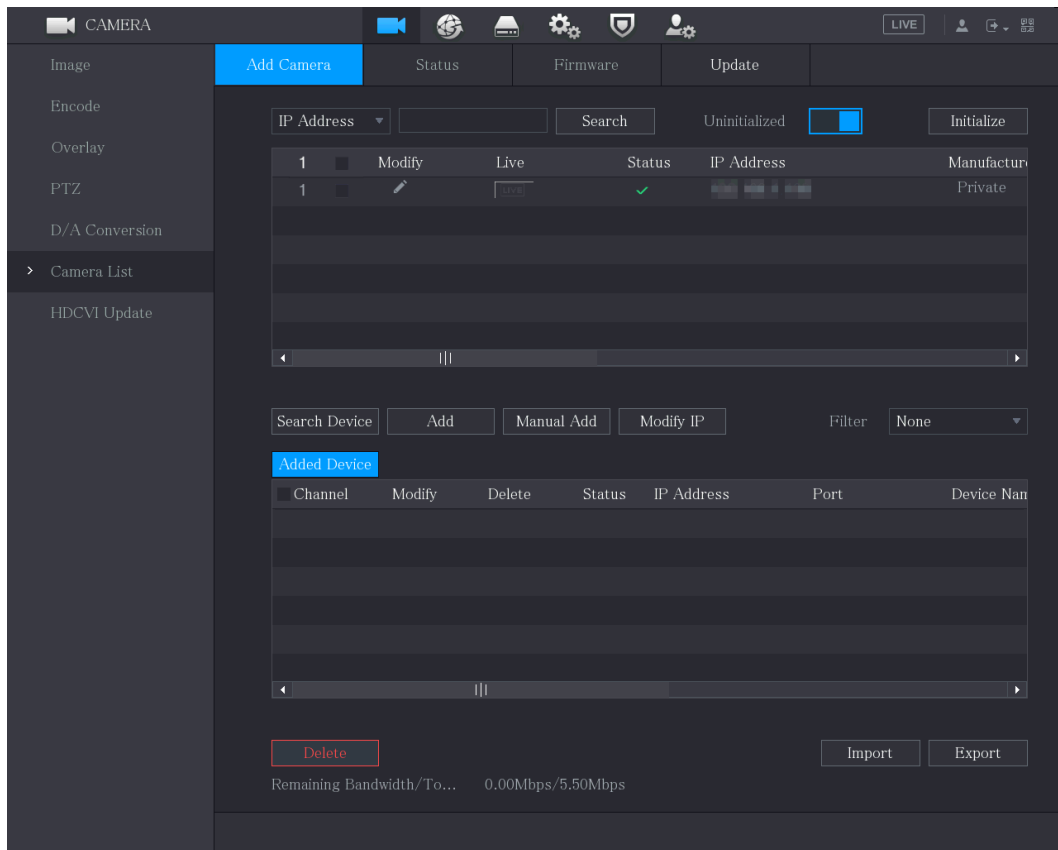 CAMERA LIVE
Image
Encode
Overlay
PTZ
D/A Conversion
Camera List
HDCVI Update
Add Camera Status Firmware Update
IP Address Search Uninitialized Initialize
1 Modify Live Status IP Address Manufacture
1 LIVE Private
Search Device Add Manual Add Modify IP Filter None
Added Device
Channel Modify Delete Status IP Address Port Device Nam
Delete Import Export
Remaining Bandwidth/To... 0.00Mbps/5.50Mbps